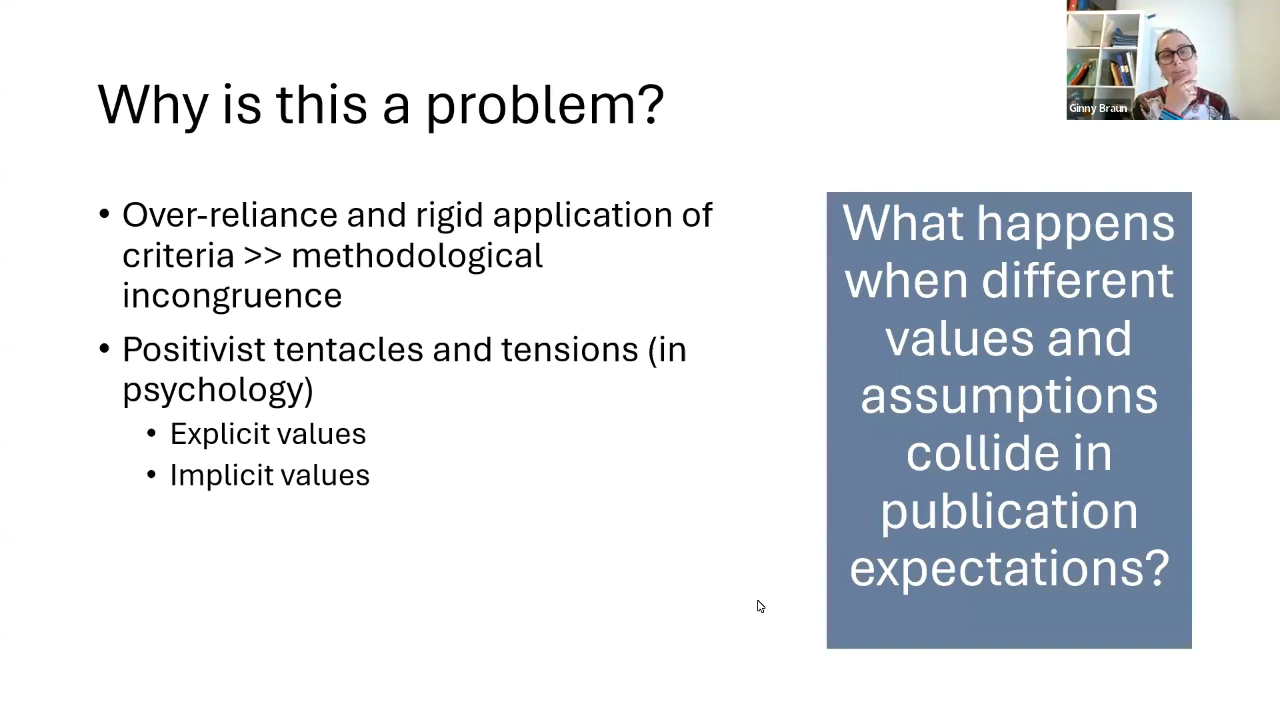 Why is this a problem?
Ginny Braun
• Over-reliance and rigid application of
criteria >> methodological
incongruence
• Positivist tentacles and tensions (in
psychology)
• Explicit values
• Implicit values
What happens
when different
values and
assumptions
collide in
publication
expectations?